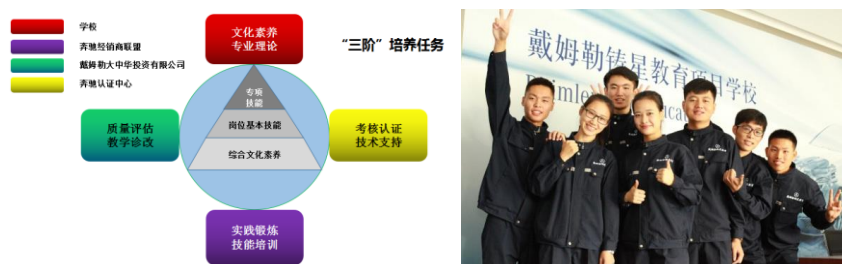 学校
奔驰经销商联盟
戴姆勒大中华投资有限公司
奔驰认证中心
文化素养
专业理论
“三阶”培养任务
专项
技能
岗位基本技能
综合文化素养
质量评估
教学诊改
考核认证
技术支持
实践锻炼
技能培训
戴姆勒铸星教育项目学校